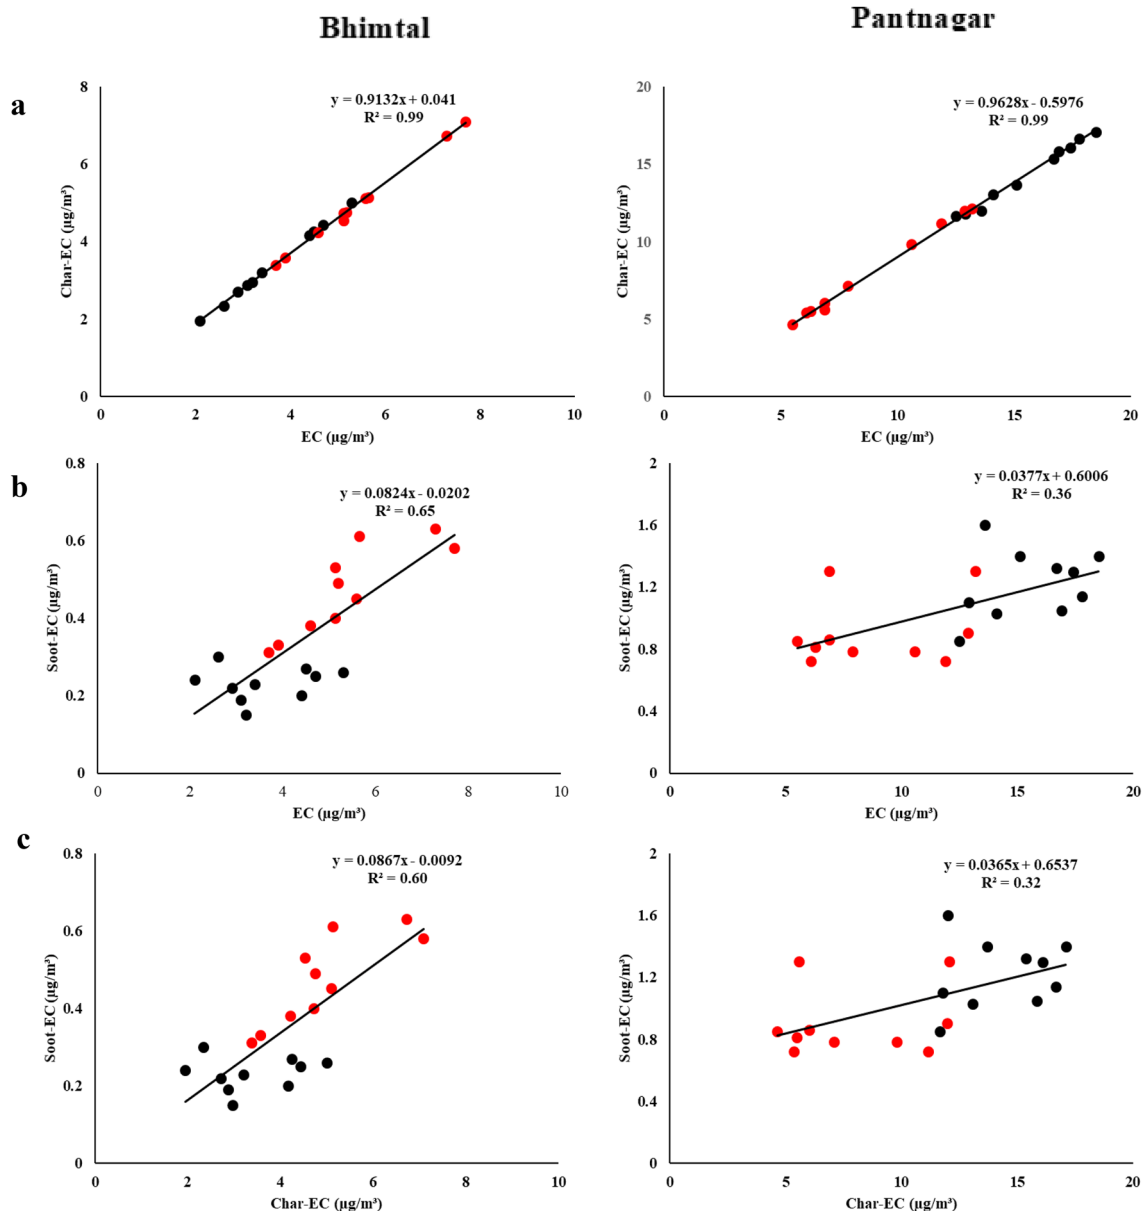 Bhimtal
Pantnagar
a
y = 0.9132x + 0.041
R² = 0.99
8
6
4
2
0
Char-EC (µg/m³)
0 2 4 6 8 10
EC (µg/m³)
y = 0.9628x - 0.5976
R² = 0.99
20
15
10
5
0
Char-EC (µg/m³)
0 5 10 15 20
EC (µg/m³)
b
y = 0.0824x - 0.0202
R² = 0.65
0.8
0.6
0.4
0.2
0
Soot-EC (µg/m³)
0 2 4 6 8 10
EC (µg/m³)
y = 0.0377x + 0.6006
R² = 0.36
2
1.6
1.2
0.8
0.4
0
Soot-EC (µg/m³)
0 5 10 15 20
EC (µg/m³)
c
y = 0.0867x - 0.0092
R² = 0.60
0.8
0.6
0.4
0.2
0
Soot-EC (µg/m³)
0 2 4 6 8 10
Char-EC (µg/m³)
y = 0.0365x + 0.6537
R² = 0.32
2
1.6
1.2
0.8
0.4
0
Soot-EC (µg/m³)
0 5 10 15 20
Char-EC (µg/m³)